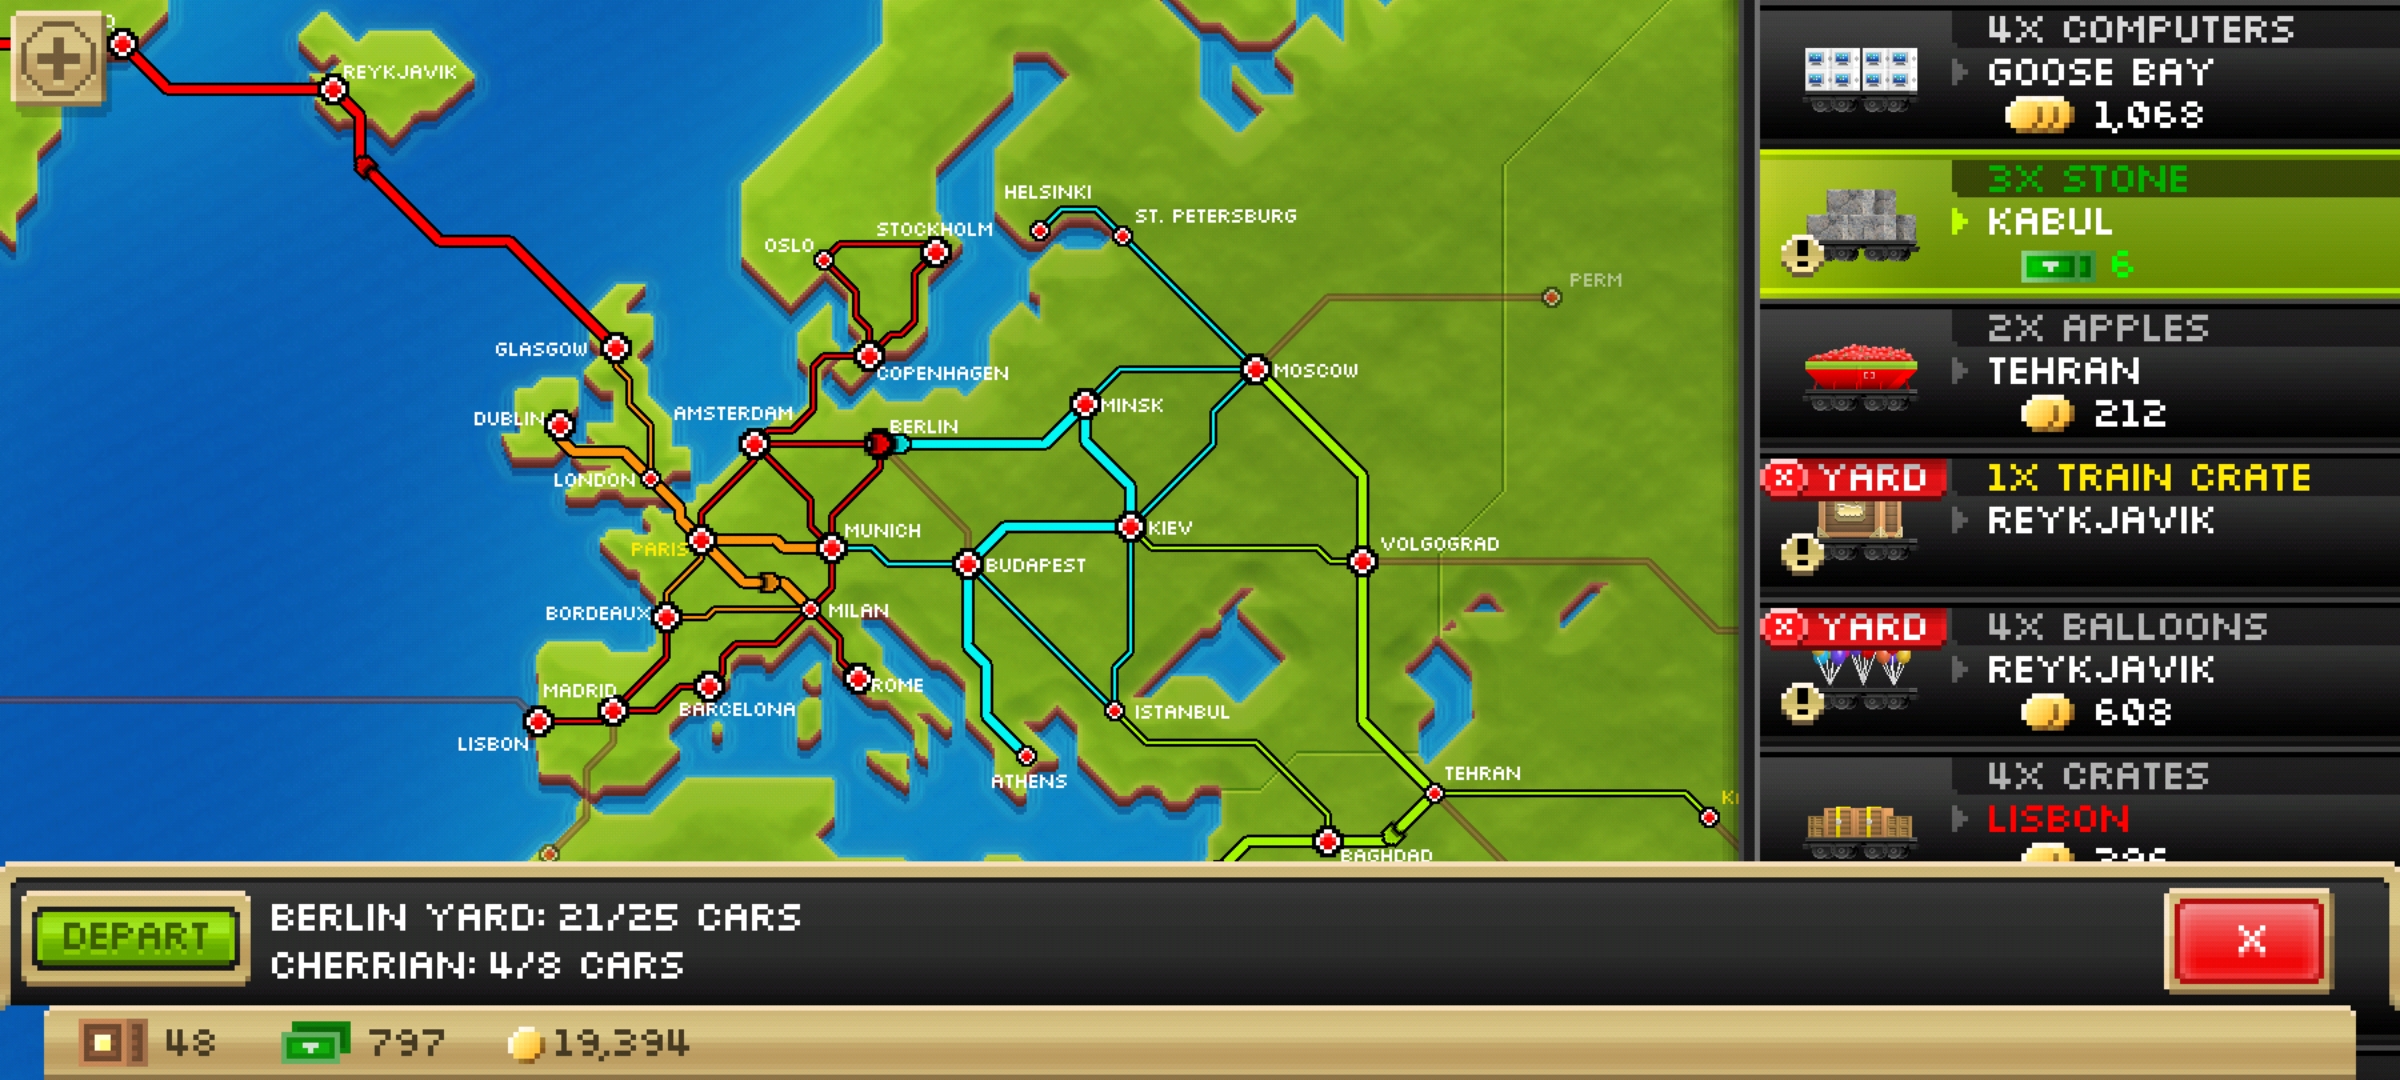 REYKJAVIK
HELSINKI
ST. PETERSBURG
STOCKHOLM
OSLO
PERM
GLASGOW
COPENHAGEN
MOSCOW
MINSK
AMSTERDAM
DUBLIN
BERLIN
LONDON
MUNICH
KIEV
VOLGOGRAD
PARIS
BUDAPEST
BORDEAUX
MILAN
MADRID
ROME
BARCELONA
ISTANBUL
LISBON
ATHENS
TEHRAN
BAGHDAD
4X COMPUTERS
GOOSE BAY
1,068
3X STONE
KABUL
6
2X APPLES
TEHRAN
212
YARD
1X TRAIN CRATE
REYKJAVIK
YARD
4X BALLOONS
REYKJAVIK
608
4X CRATES
LISBON
DEPART
BERLIN YARD: 21/25 CARS
CHERRIAN: 4/8 CARS
X
48
797
19,394